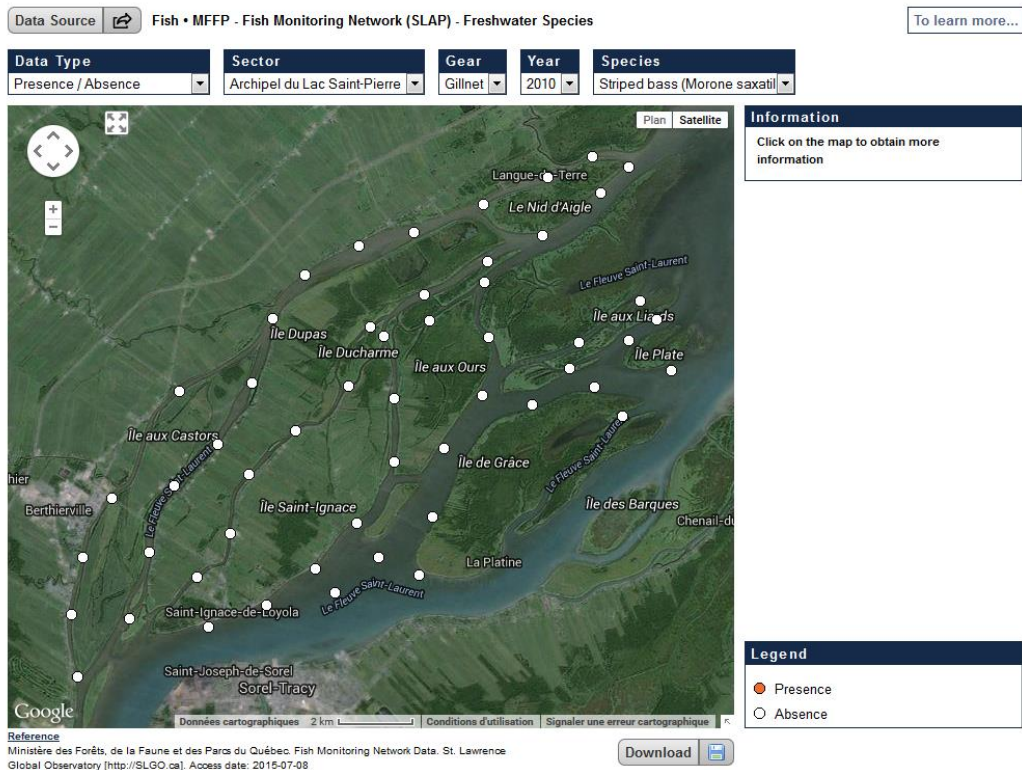 Data Source
Fish • MFFP - Fish Monitoring Network (SLAP) - Freshwater Species
To learn more...
Data Type
Sector
Gear
Year
Species
Presence / Absence
Archipel du Lac Saint-Pierre
Gillnet
2010
Striped bass (Morone saxatil
Plan
Satellite
Information
Click on the map to obtain more
information
+
−
Langue-de-Terre
Le Nid d'Aigle
Le Fleuve Saint-Laurent
Île aux Liards
Île Dupas
Île Ducharme
Île Plate
Île aux Ours
Île aux Castors
Le Fleuve Saint-Laurent
Île de Grâce
Le Fleuve Saint-Lauren
hier
Berthierville
Île Saint-Ignace
Île des Barques
Chenail-du
La Platine
Le Fleuve Saint-Laurent
Saint-Ignace-de-Loyola
Saint-Joseph-de-Sorel
Sorel-Tracy
Legend
Presence
Absence
Google
Données cartographiques
2 km
Conditions d'utilisation
Signaler une erreur cartographique
Reference
Ministère des Forêts, de la Faune et des Parcs du Québec. Fish Monitoring Network Data. St. Lawrence
Global Observatory [http://SLGO.ca]. Access date: 2015-07-08
Download